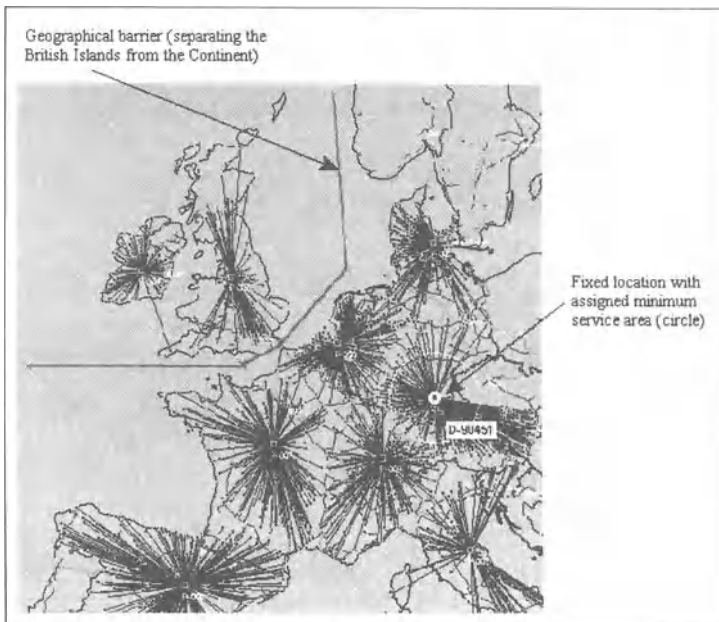 Geographical barrier (separating the
British Islands from the Continent)
Fixed location with
assigned minimum
service area (circle)
D-90451